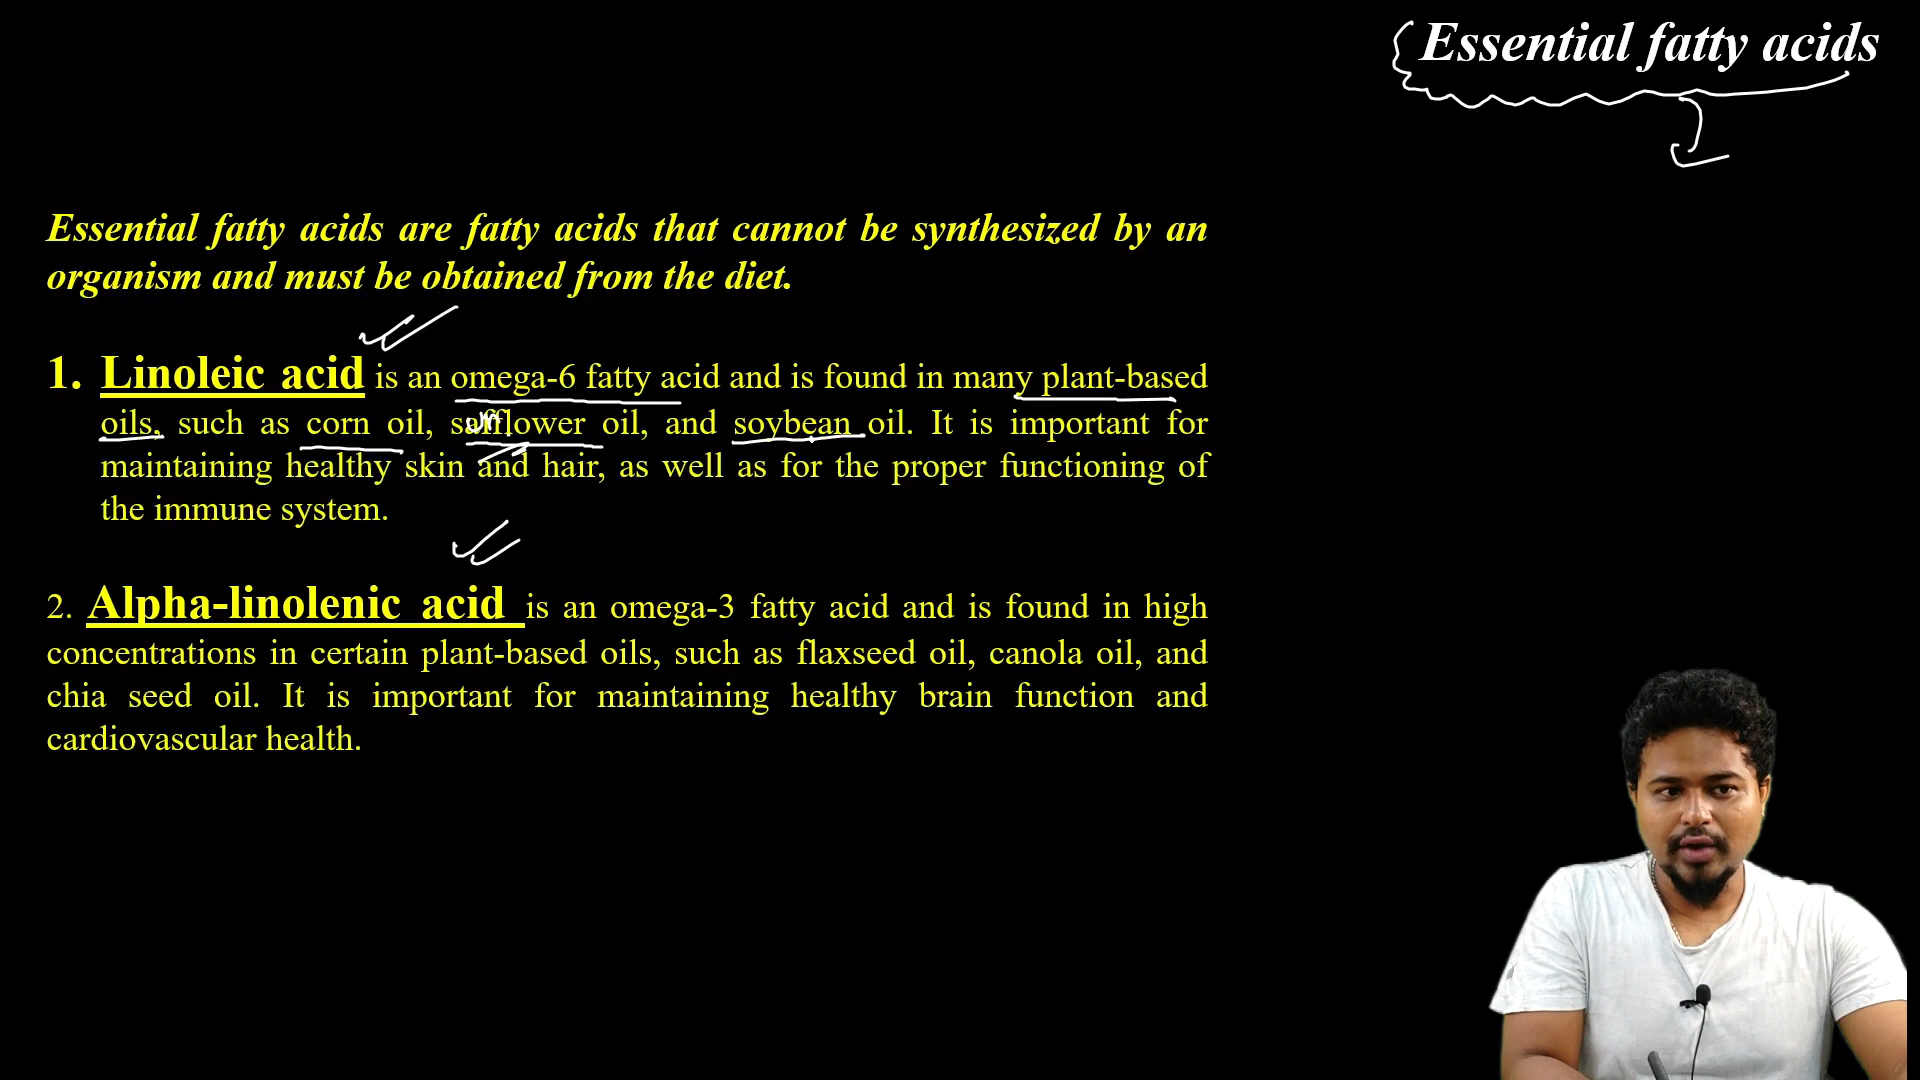 Essential fatty acids
Essential fatty acids are fatty acids that cannot be synthesized by an
organism and must be obtained from the diet.
1. Linoleic acid is an omega-6 fatty acid and is found in many plant-based
oils, such as corn oil, safflower oil, and soybean oil. It is important for
maintaining healthy skin and hair, as well as for the proper functioning of
the immune system.
2. Alpha-linolenic acid is an omega-3 fatty acid and is found in high
concentrations in certain plant-based oils, such as flaxseed oil, canola oil, and
chia seed oil. It is important for maintaining healthy brain function and
cardiovascular health.